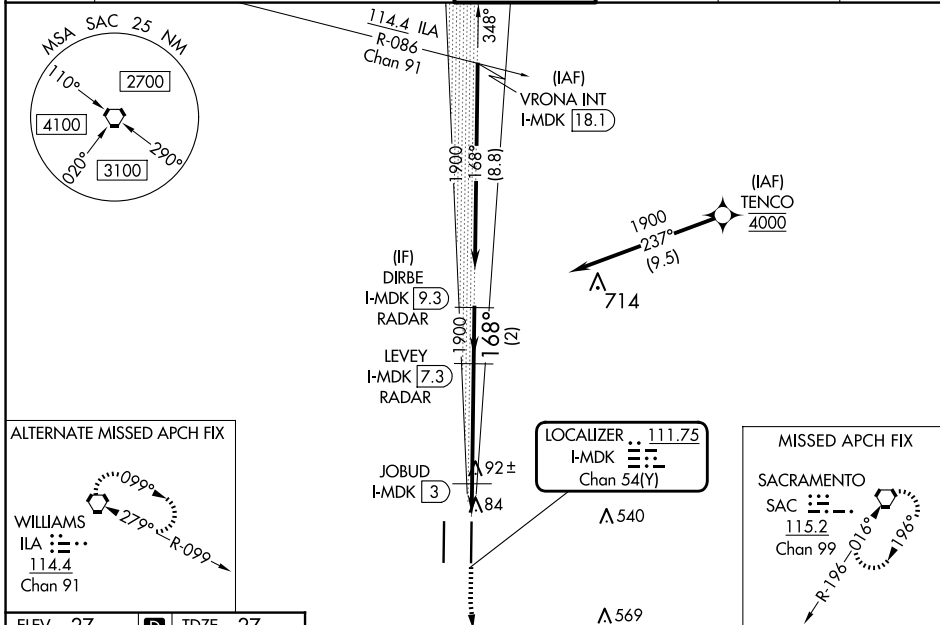 MSA SAC 25 NM
110°
2700
4100
3100
020°
290°
114.4 ILA
R-086
Chan 91
348°
(IAF)
VRONA INT
I-MDK 18.1
1900
168°
(8.8)
(IAF)
TENCO
4000
1900
237°
(9.5)
714
(IF)
DIRBE
I-MDK 9.3
RADAR
1900
168°
(2)
LEVEY
I-MDK 7.3
RADAR
JOBUD
I-MDK 3
92±
84
LOCALIZER 111.75
I-MDK
Chan 54(Y)
540
569
ALTERNATE MISSED APCH FIX
099°
279°
R-099
WILLIAMS
ILA
114.4
Chan 91
MISSED APCH FIX
SACRAMENTO
SAC
115.2
Chan 99
R-196
016°
196°
ELEV 27 D TDZE 27